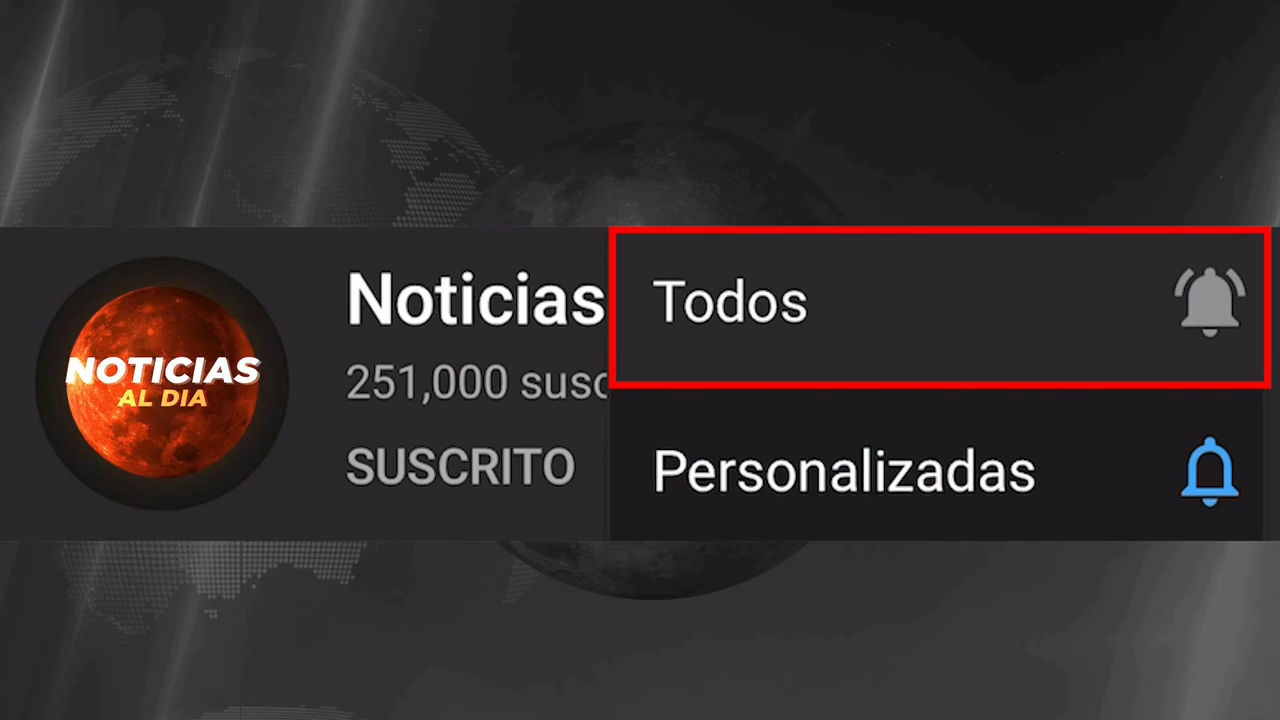 NOTICIAS
AL DIA
Noticias
251,000 susc
SUSCRITO
Todos
Personalizadas